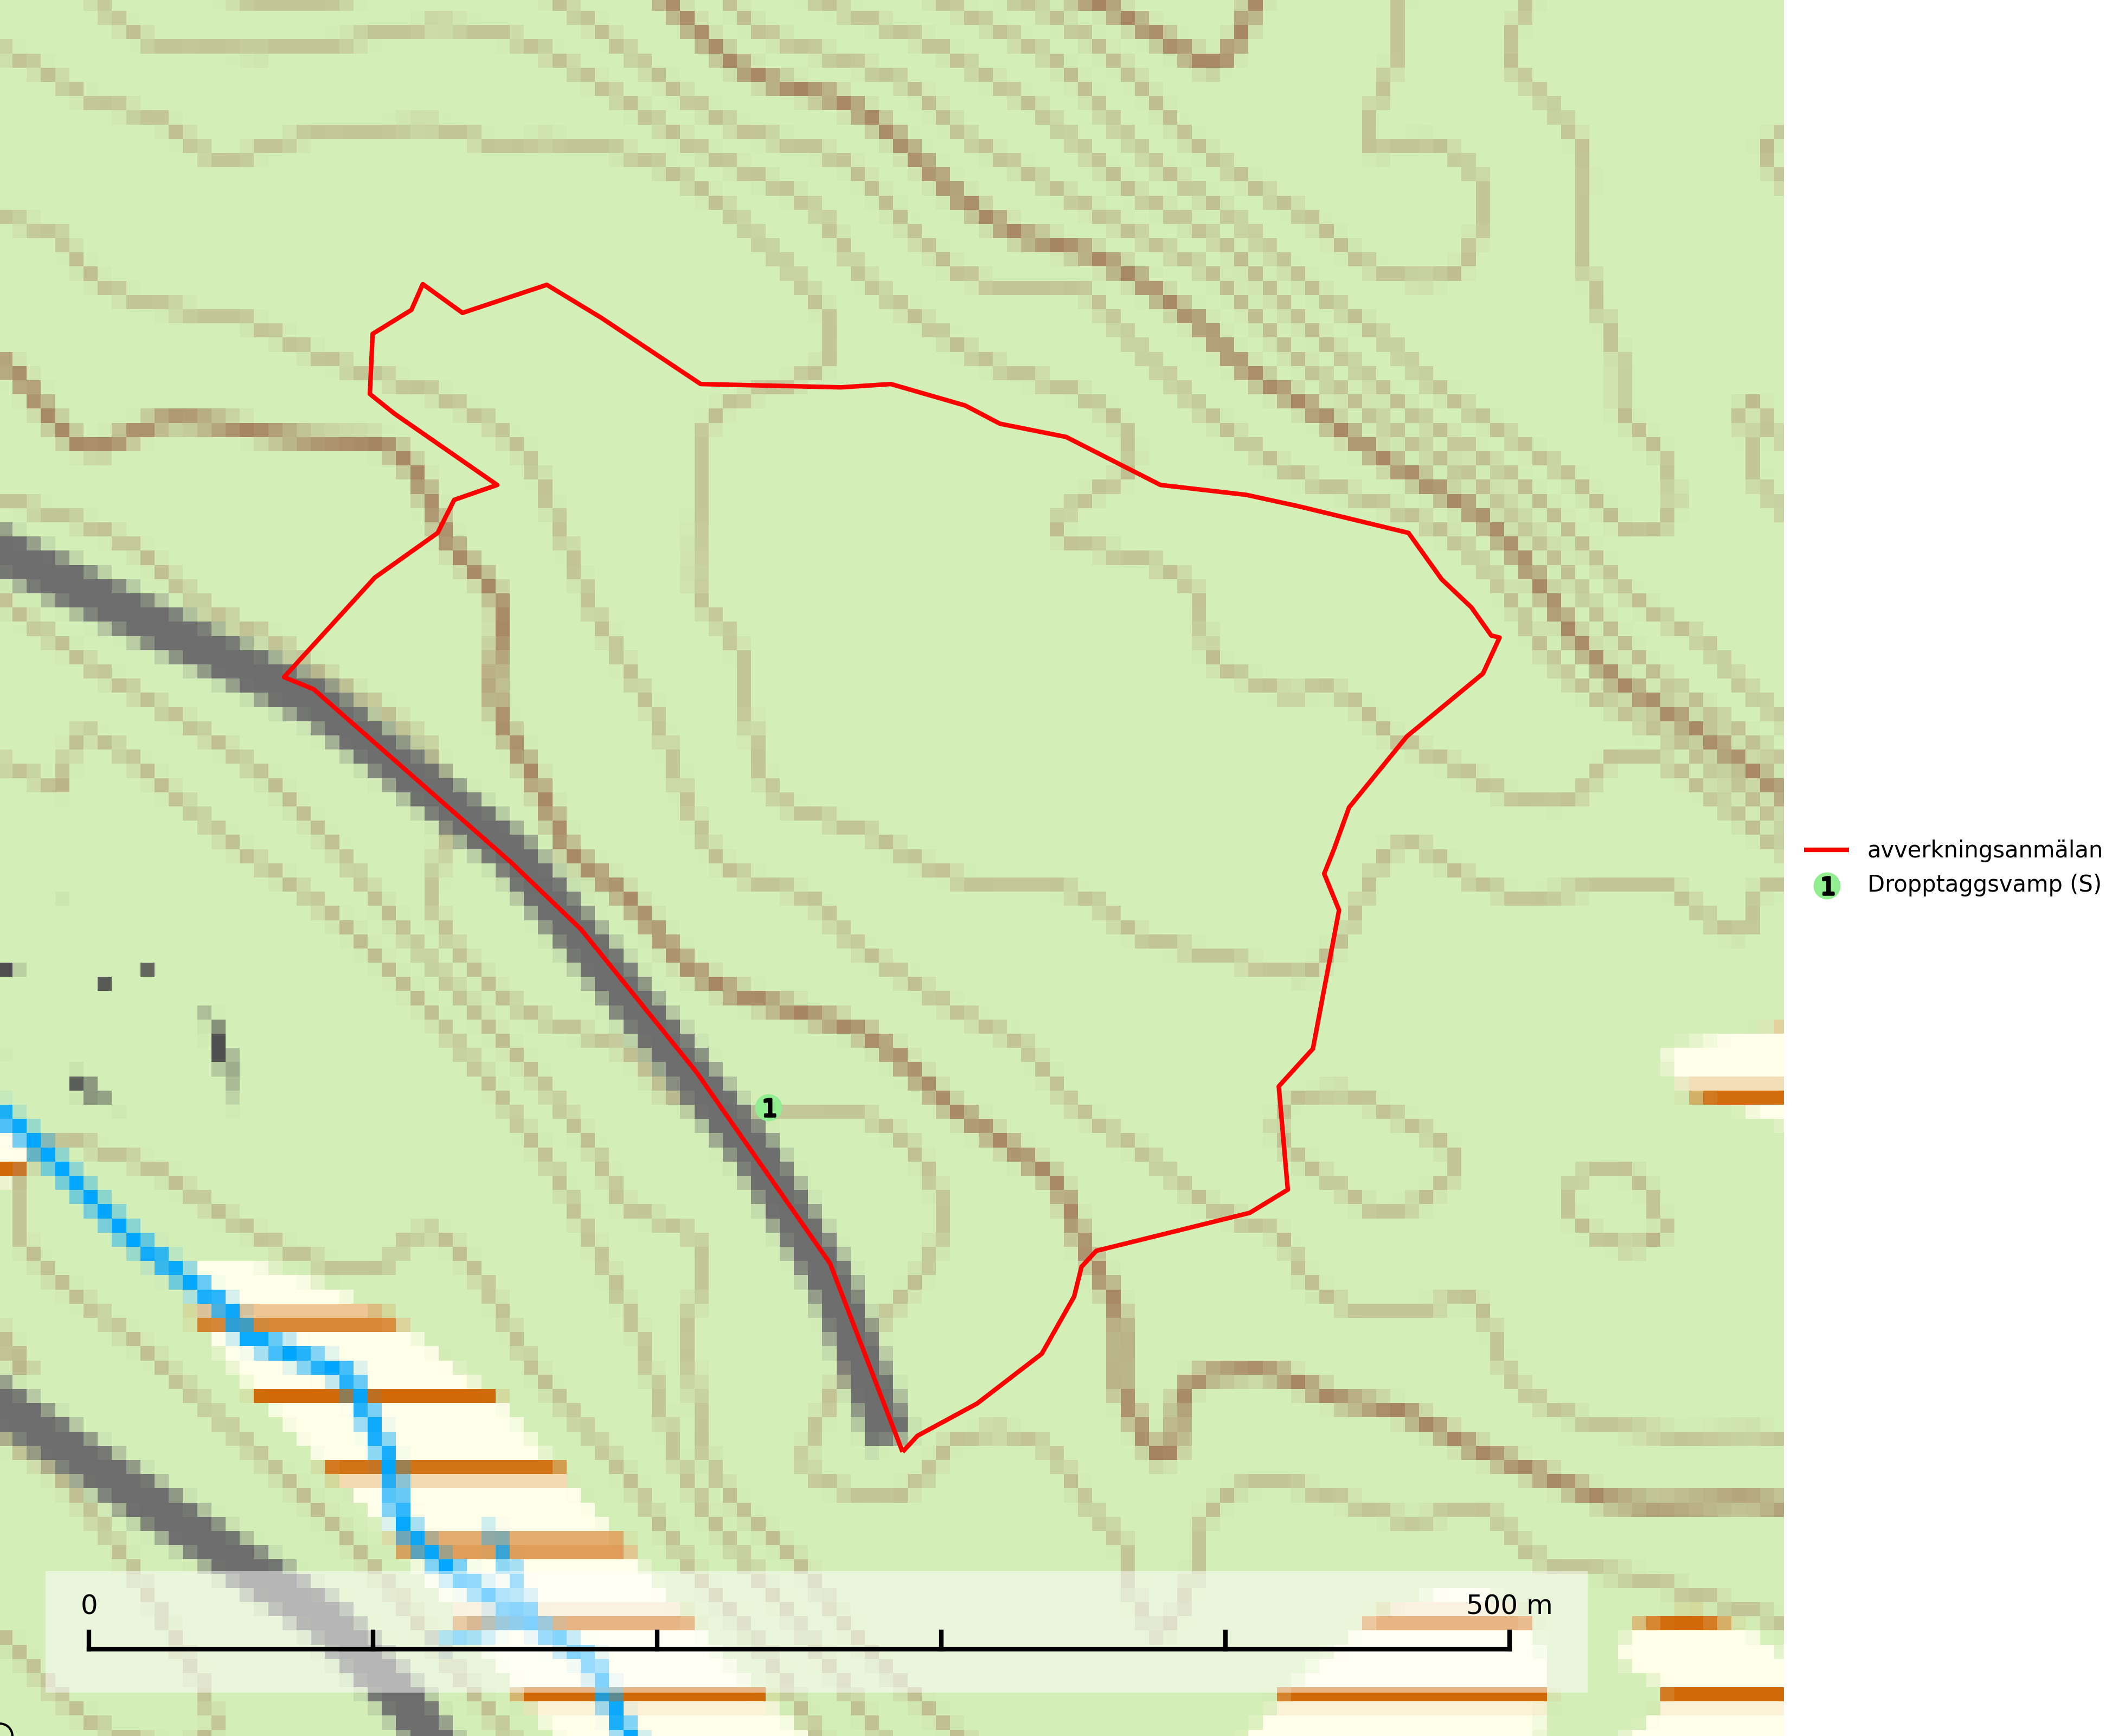 avverkningsanmälan
1 Dropptaggsvamp (S)
1
0 500 m